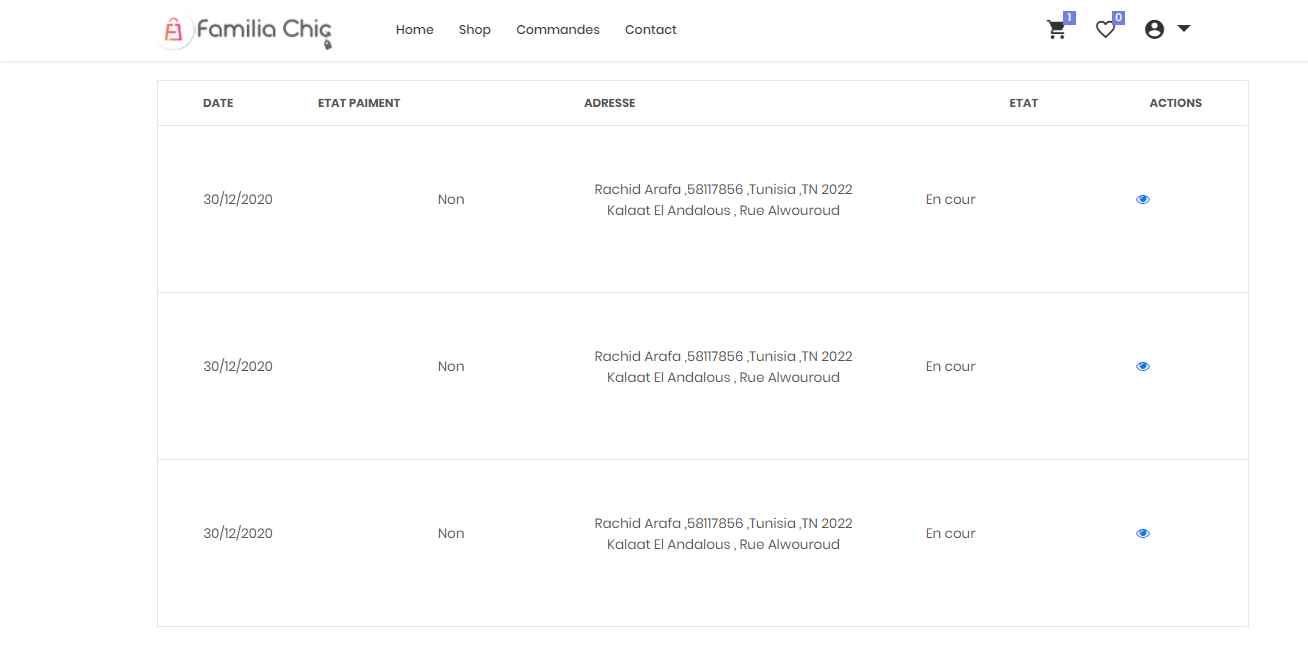 Familia Chic
Home Shop Commandes Contact
1 0
DATE ETAT PAIMENT ADRESSE ETAT ACTIONS
30/12/2020 Non Rachid Arafa ,58117856 ,Tunisia ,TN 2022 En cour
Kalaat El Andalous , Rue Alwouroud
30/12/2020 Non Rachid Arafa ,58117856 ,Tunisia ,TN 2022 En cour
Kalaat El Andalous , Rue Alwouroud
30/12/2020 Non Rachid Arafa ,58117856 ,Tunisia ,TN 2022 En cour
Kalaat El Andalous , Rue Alwouroud